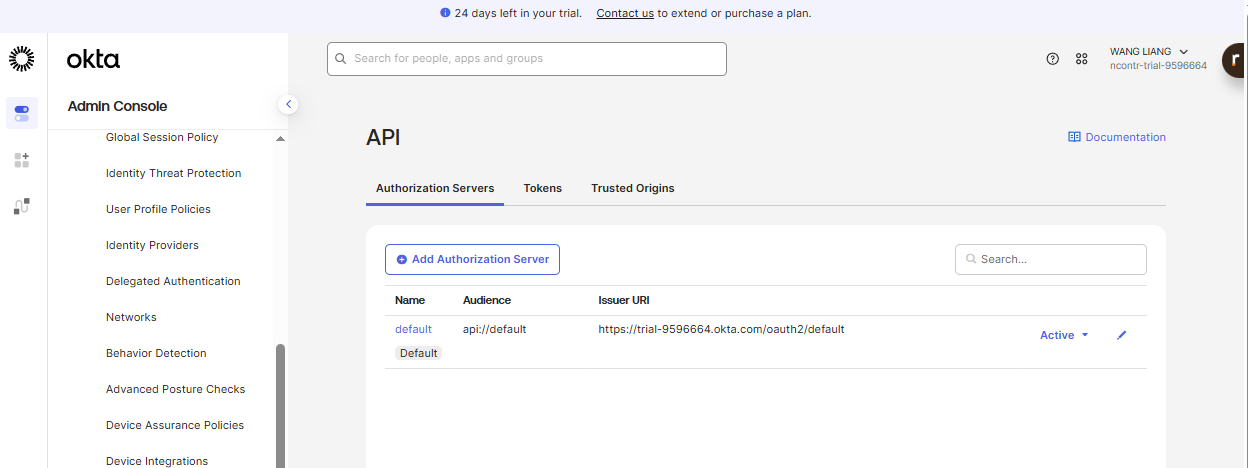 24 days left in your trial. Contact us to extend or purchase a plan.
okta
Search for people, apps and groups
WANG LIANG
ncontr-trial-9596664
r
Admin Console
Global Session Policy
Identity Threat Protection
User Profile Policies
Identity Providers
Delegated Authentication
Networks
Behavior Detection
Advanced Posture Checks
Device Assurance Policies
Device Integrations
API
Documentation
Authorization Servers Tokens Trusted Origins
Add Authorization Server
Search...
Name Audience Issuer URI
default api://default https://trial-9596664.okta.com/oauth2/default Active
Default